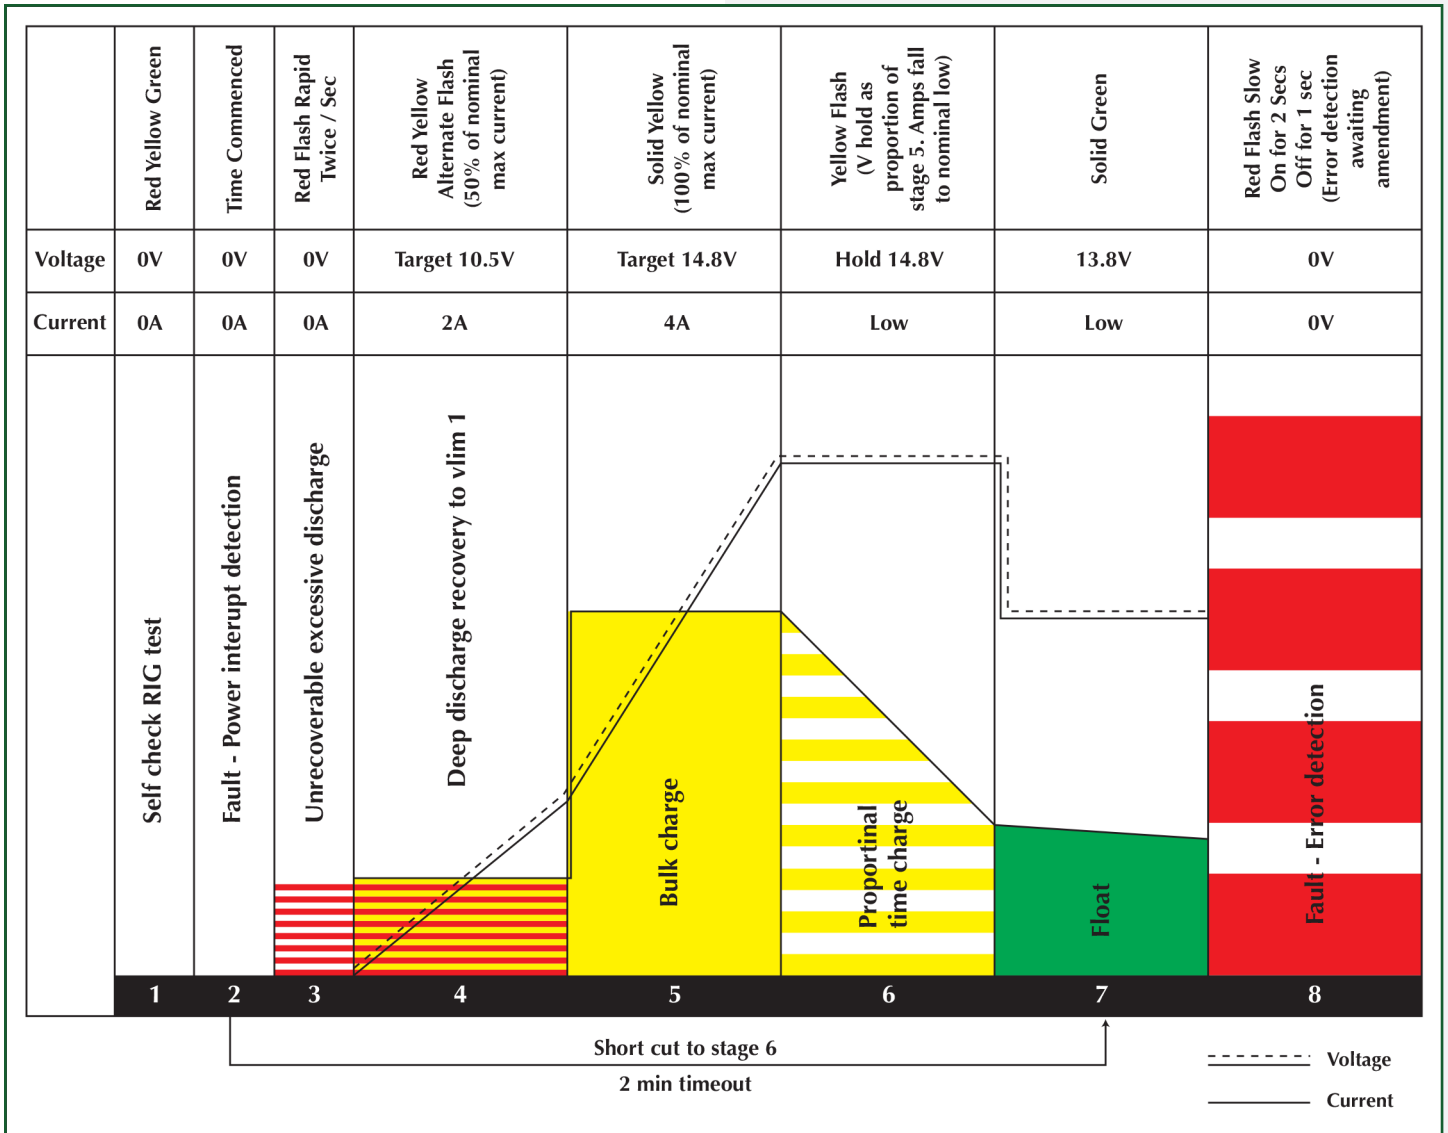 Red Yellow Green
Time Commenced
Red Flash Rapid
Twice / Sec
Red Yellow
Alternate Flash
(50% of nominal
max current)
Solid Yellow
(100% of nominal
max current)
Yellow Flash
(V hold as
proportion of
stage 5. Amps fall
to nominal low)
Solid Green
Red Flash Slow
On for 2 Secs
Off for 1 sec
(Error detection
awaiting
amendment)
Voltage 0V 0V 0V Target 10.5V Target 14.8V Hold 14.8V 13.8V 0V
Current 0A 0A 0A 2A 4A Low Low 0V
Self check RIG test
Fault - Power interupt detection
Unrecoverable excessive discharge
Deep discharge recovery to vlim 1
Bulk charge
Proportinal
time charge
Float
Fault - Error detection
1 2 3 4 5 6 7 8
Short cut to stage 6
2 min timeout
Voltage
Current